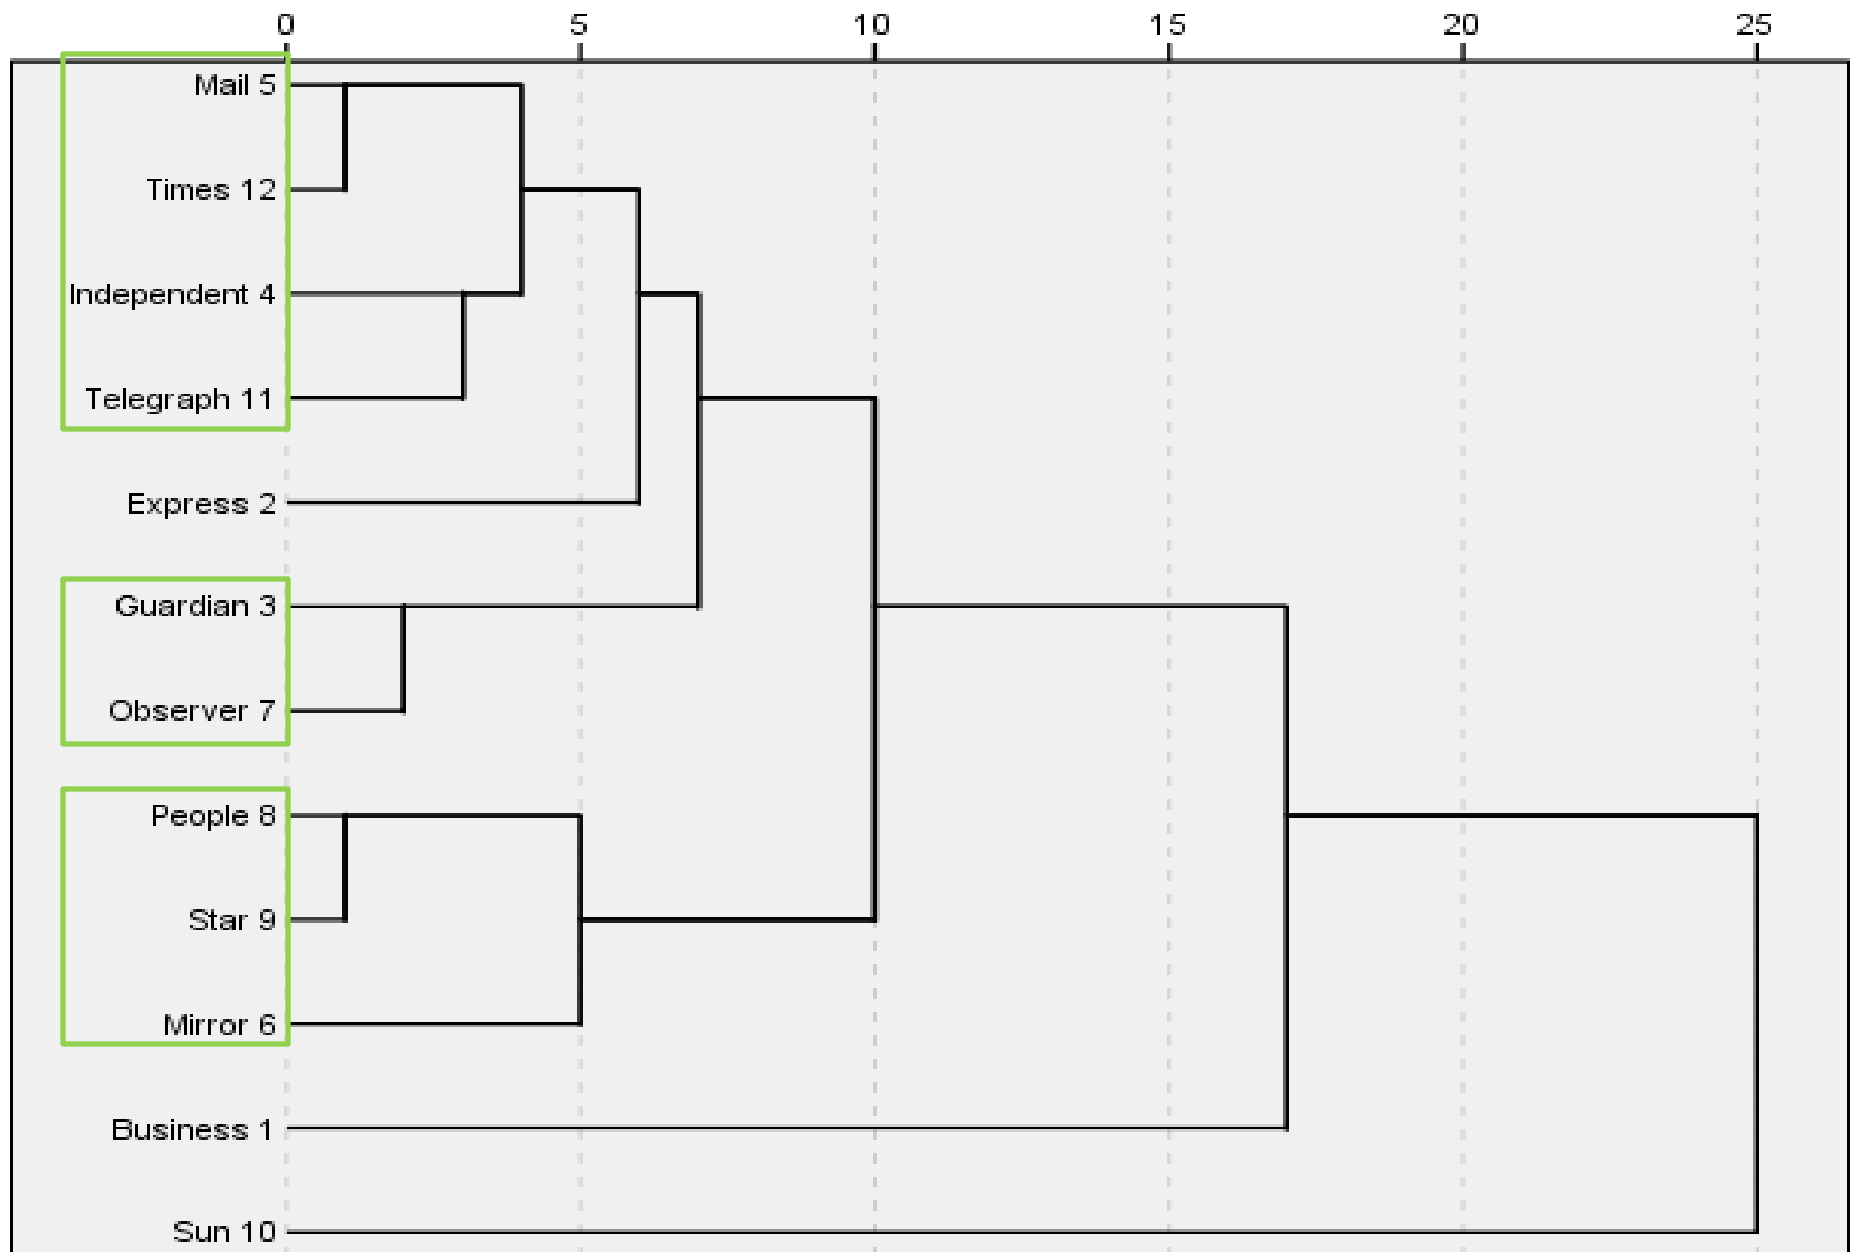 0 5 10 15 20 25
Mail 5
Times 12
Independent 4
Telegraph 11
Express 2
Guardian 3
Observer 7
People 8
Star 9
Mirror 6
Business 1
Sun 10